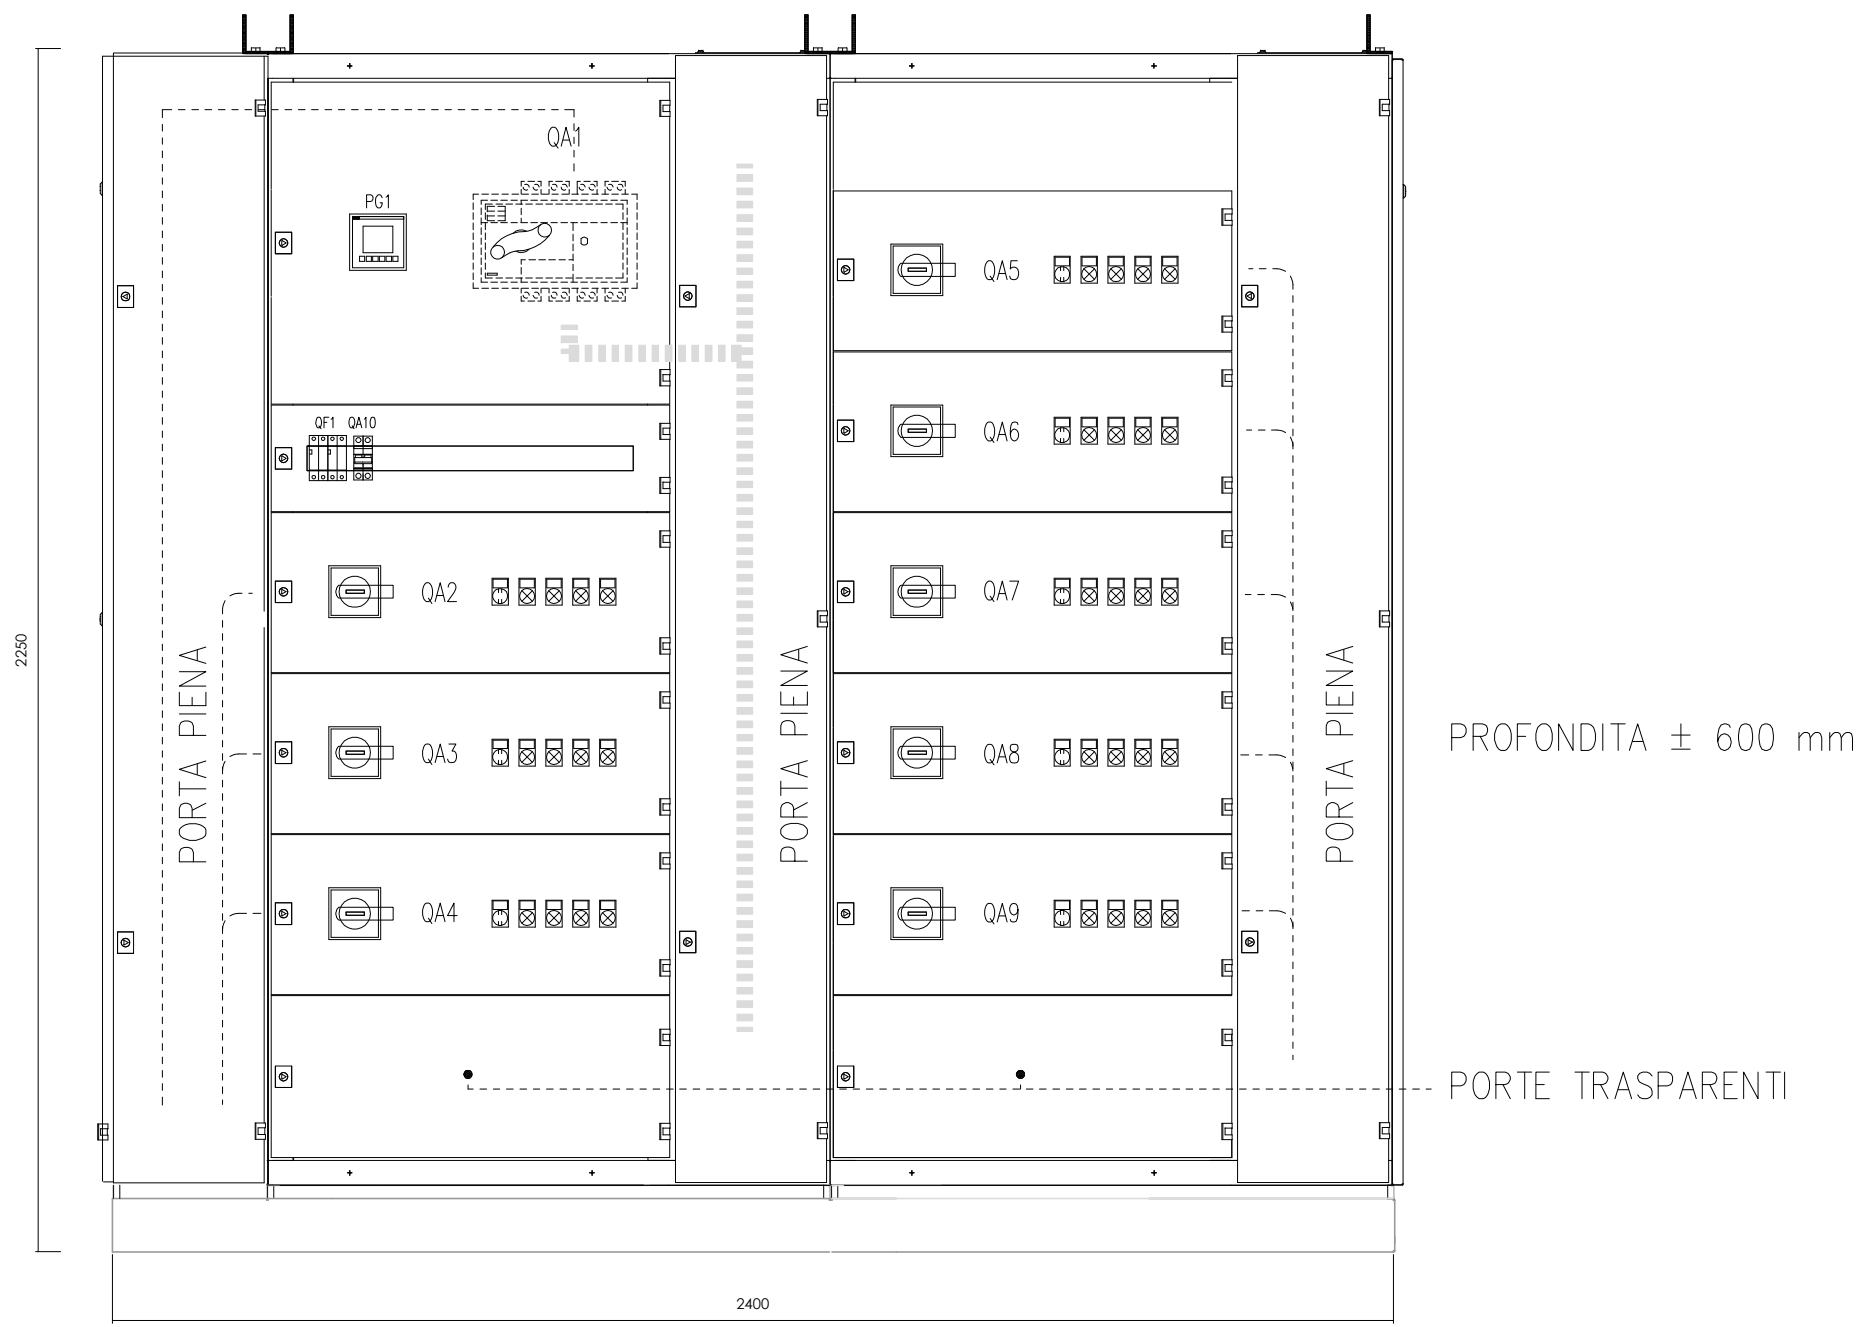 QA1
PG1
QA5
QF1 QA10
QA6
QA2
QA7
PORTA PIENA
PORTA PIENA
PORTA PIENA
2250
QA3
QA8
PROFONDITA ± 600 mm
QA4
QA9
PORTE TRASPARENTI
2400